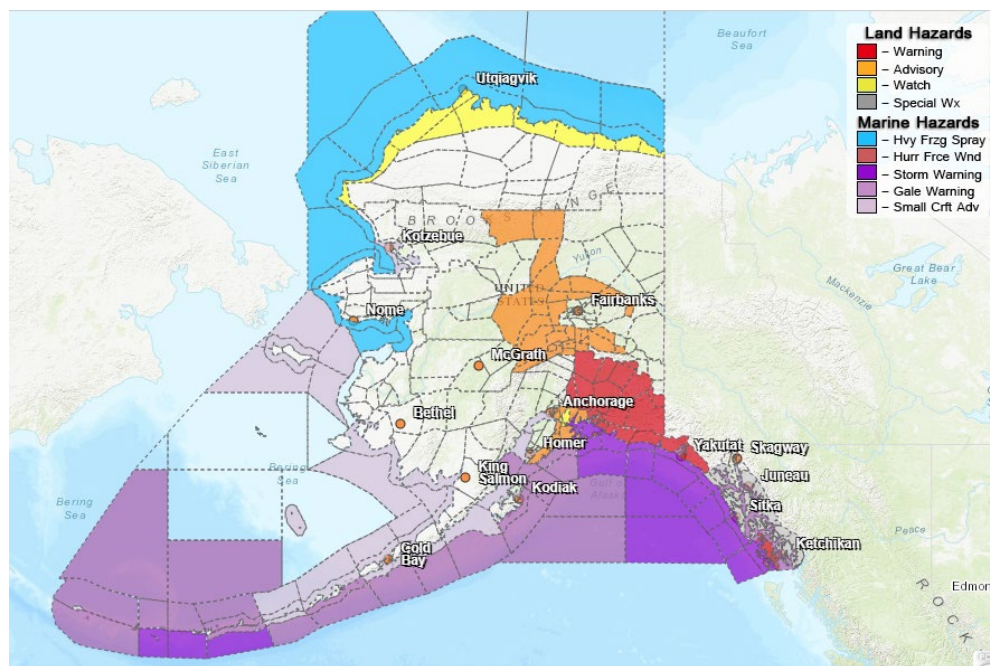 Land Hazards
– Warning
– Advisory
– Watch
– Special Wx
Marine Hazards
– Hvy Frzg Spray
– Hurr Frce Wnd
– Storm Warning
– Gale Warning
– Small Crft Adv
Beaufort
Sea
Utqiagvik
East
Siberian
Sea
BROOKS RANGE
Kotzebue
Yukon
Great Bear
Lake
Mackenzie
UNITED
STATES
Fairbanks
Nome
McGrath
Anchorage
Bethel
Homer
Yakutat
Skagway
King
Salmon
Juneau
Bering
Sea
Bering
Sea
Kodiak
Gulf of
Alaska
Sitka
Peace
Ketchikan
Cold
Bay
Edmon
ROCK